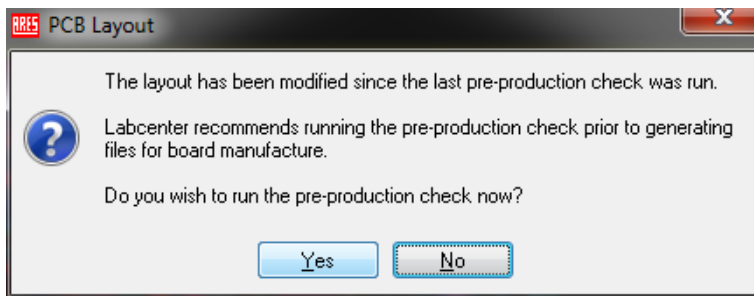 ARES PCB Layout
The layout has been modified since the last pre-production check was run.
Labcenter recommends running the pre-production check prior to generating
files for board manufacture.
Do you wish to run the pre-production check now?
Yes No